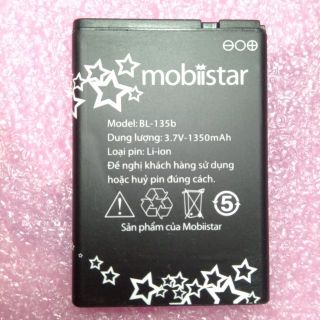 mobiistar
Model: BL-135b
Dung lượng: 3.7V-1350mAh
Loại pin: Li-ion
Đề nghị khách hàng sử dụng
hoặc huỷ pin đúng cách.
5
Sản phẩm của Mobiistar